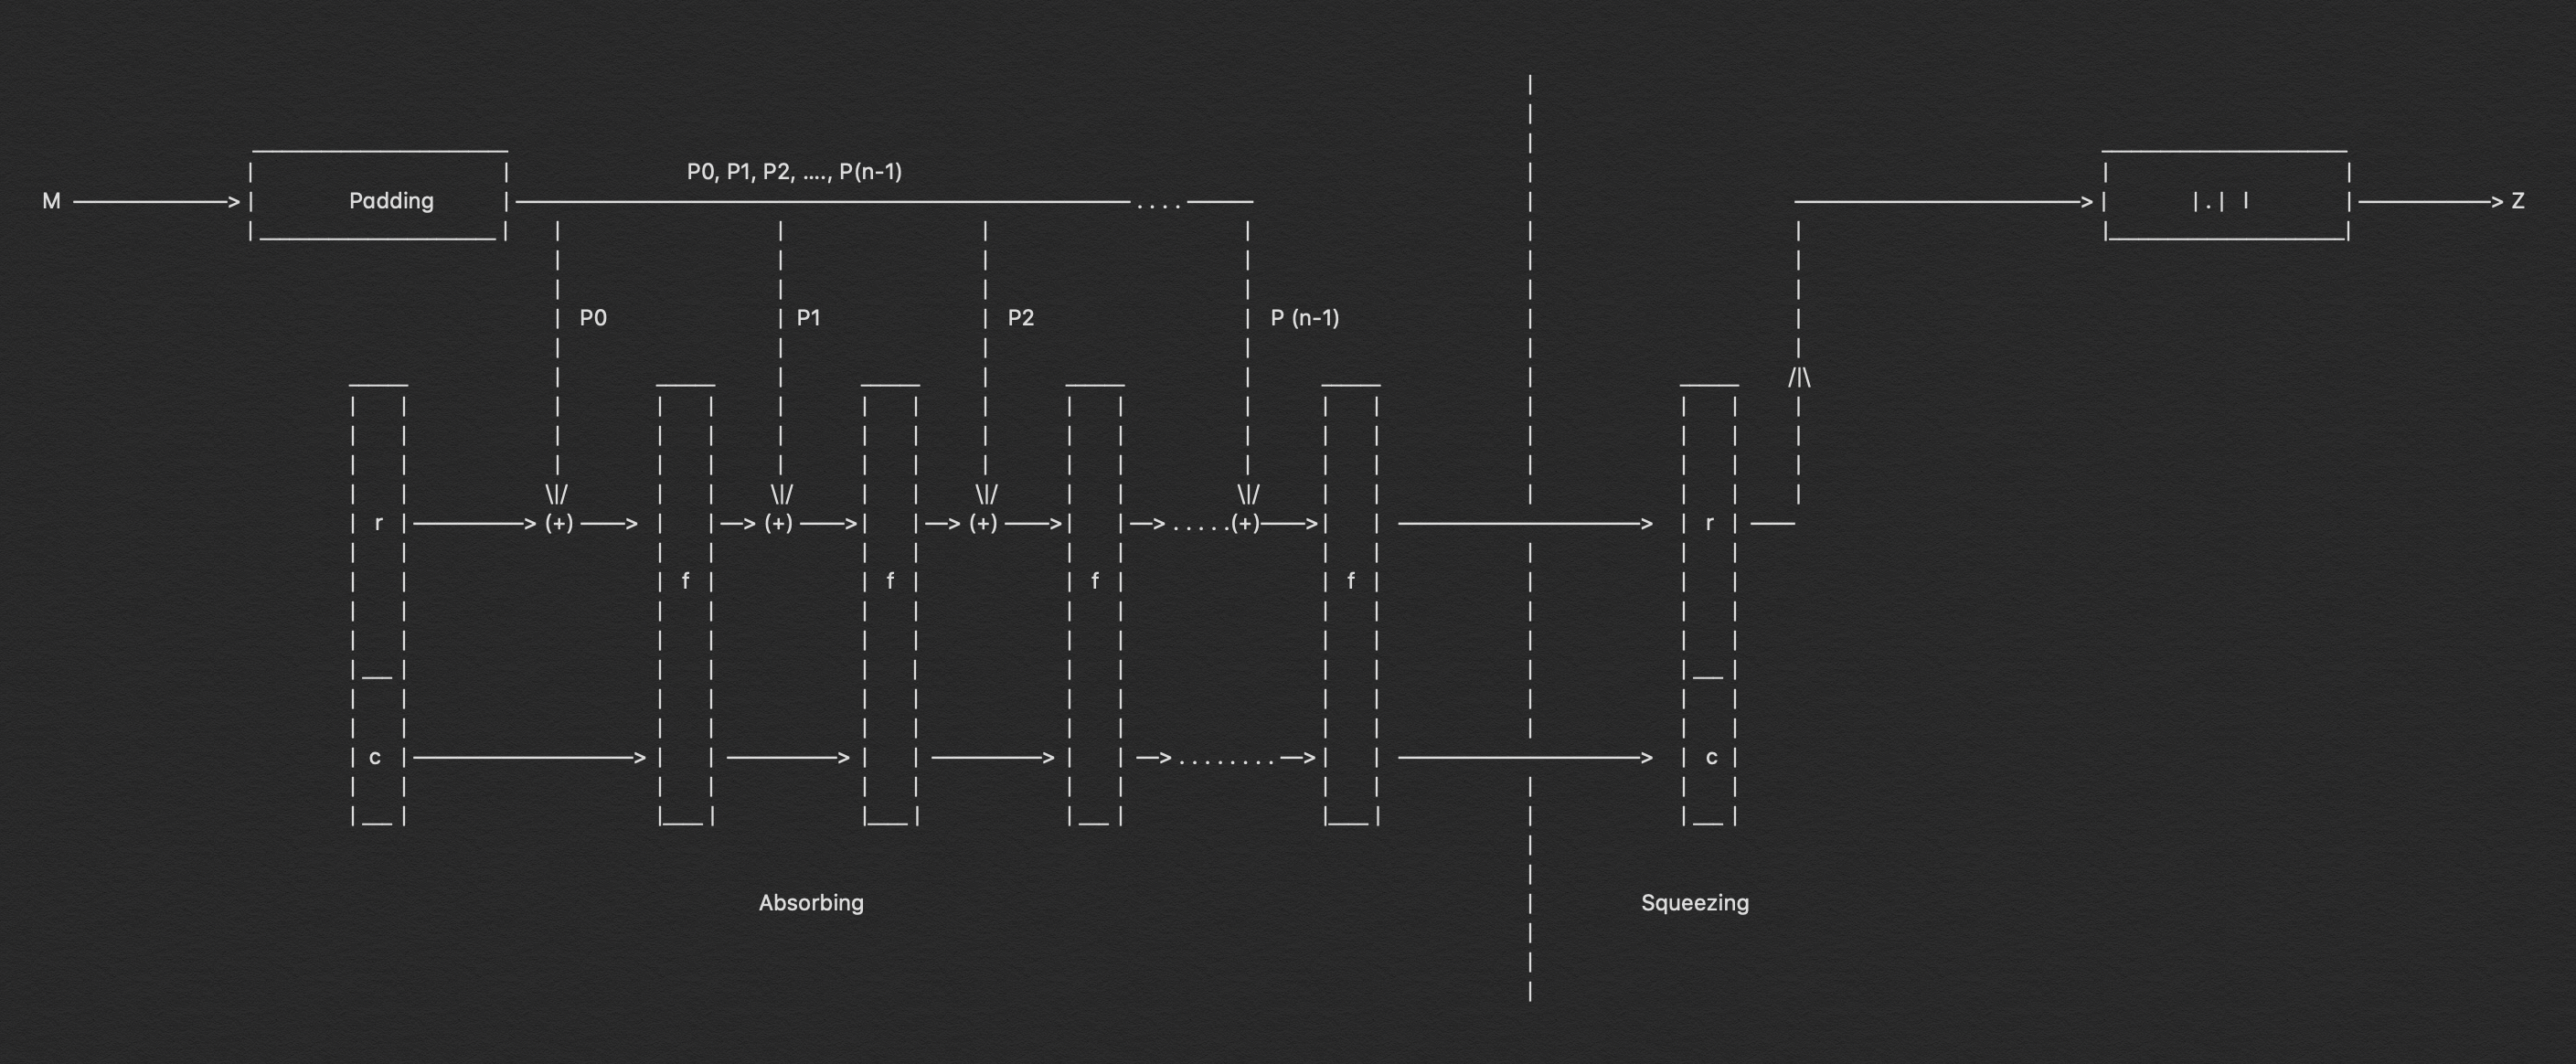 P0, P1, P2, ...., P(n-1)
M Padding . . . . |.| l Z
P0 P1 P2 P (n-1)
r (+) (+) (+) . . . . .(+) r
f f f f
c . . . . . . . . c
Absorbing Squeezing